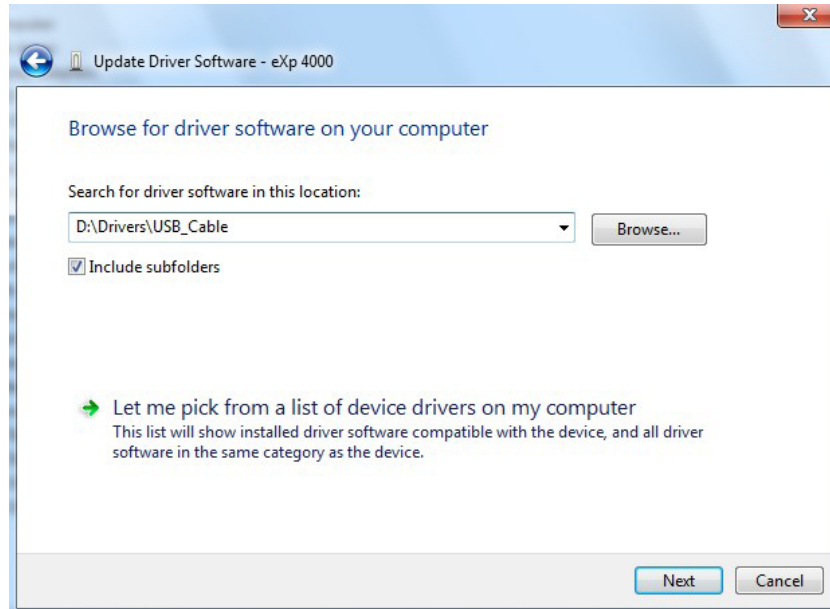 Update Driver Software - eXp 4000
Browse for driver software on your computer
Search for driver software in this location:
D:\Drivers\USB_Cable
Browse...
Include subfolders
Let me pick from a list of device drivers on my computer
This list will show installed driver software compatible with the device, and all driver
software in the same category as the device.
Next
Cancel